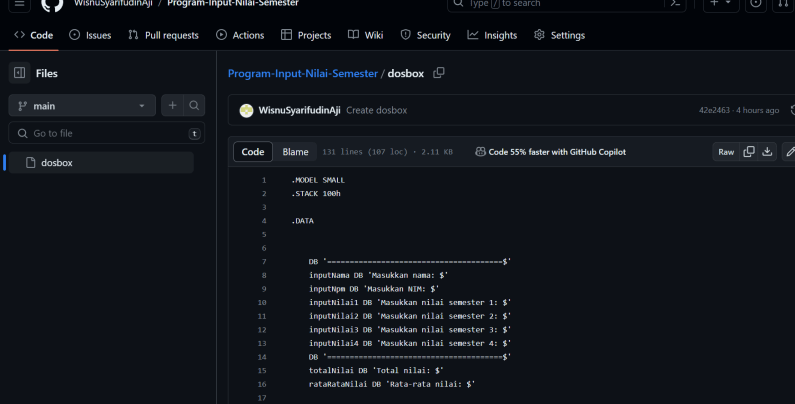 WisnuSyarifudinAji / Program-Input-Nilai-Semester
Type / to search
Code Issues Pull requests Actions Projects Wiki Security Insights Settings
Files
main
Go to file t
dosbox
Program-Input-Nilai-Semester / dosbox
WisnuSyarifudinAji Create dosbox 42e2463 · 4 hours ago
Code Blame 131 lines (107 loc) · 2.11 KB Code 55% faster with GitHub Copilot Raw
1 .MODEL SMALL
2 .STACK 100h
3
4 .DATA
5
6
7 DB '=======================================$'
8 inputNama DB 'Masukkan nama: $'
9 inputNpm DB 'Masukkan NIM: $'
10 inputNilai1 DB 'Masukkan nilai semester 1: $'
11 inputNilai2 DB 'Masukkan nilai semester 2: $'
12 inputNilai3 DB 'Masukkan nilai semester 3: $'
13 inputNilai4 DB 'Masukkan nilai semester 4: $'
14 DB '=======================================$'
15 totalNilai DB 'Total nilai: $'
16 rataRataNilai DB 'Rata-rata nilai: $'
17